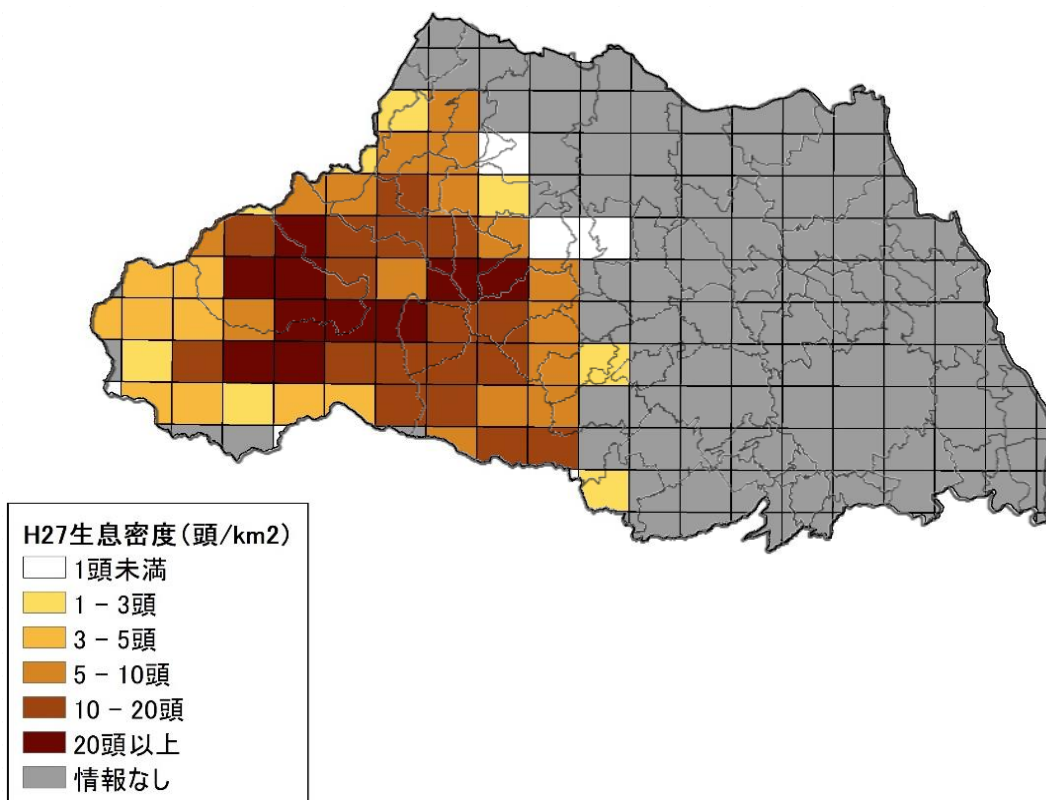 H27生息密度(頭/km2)
1頭未満
1 - 3頭
3 - 5頭
5 - 10頭
10 - 20頭
20頭以上
情報なし